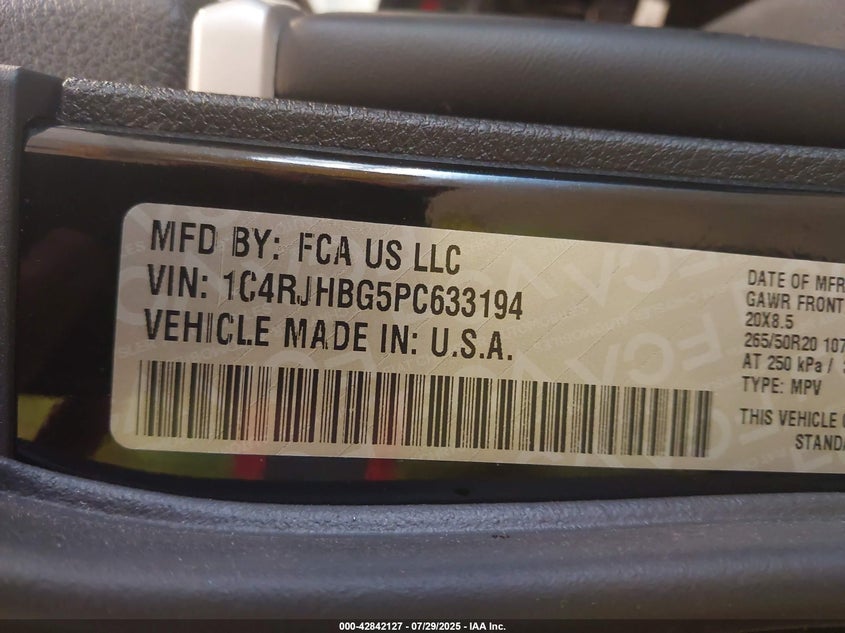 MFD BY: FCA US LLC
VIN: 1C4RJHBG5PC633194
VEHICLE MADE IN: U.S.A.
DATE OF MFR
GAWR FRONT
20X8.5
265/50R20 107
AT 250 kPa /
TYPE: MPV
THIS VEHICLE
STANDA
000-42842127 - 07/29/2025 - IAA Inc.